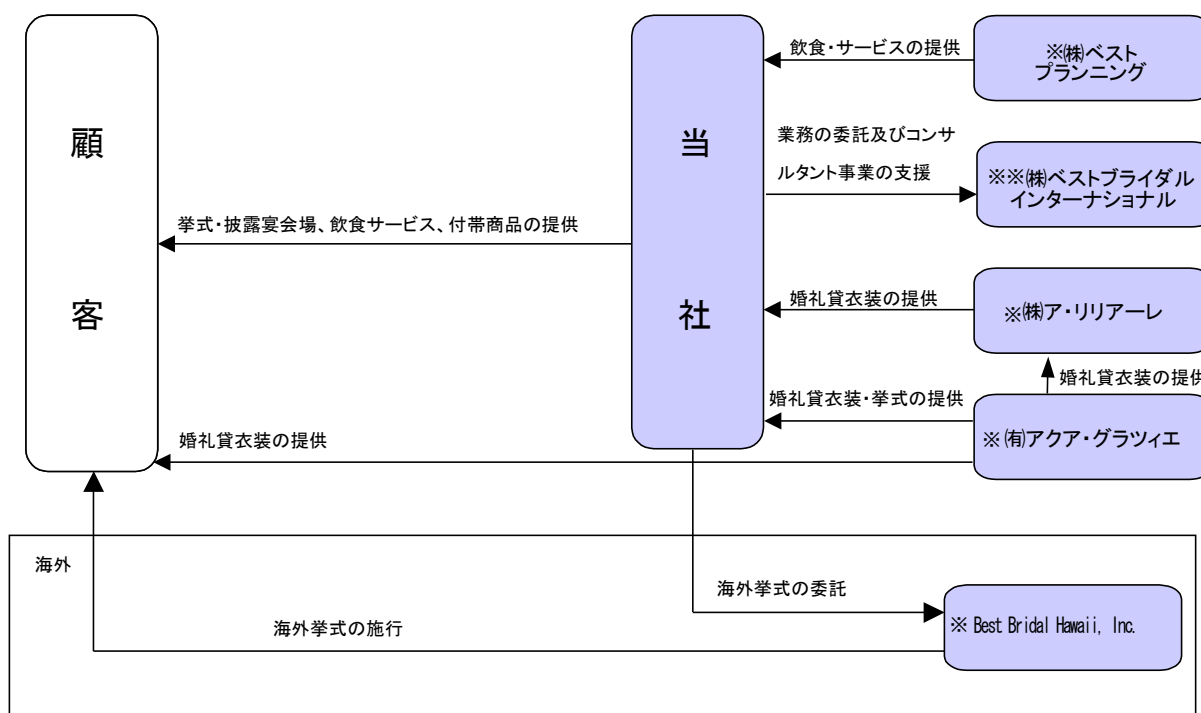 顧
客
当
社
飲食・サービスの提供
※㈱ベスト
プランニング
業務の委託及びコンサ
ルタント事業の支援
※※㈱ベストブライダル
インターナショナル
挙式・披露宴会場、飲食サービス、付帯商品の提供
婚礼貸衣装の提供
※㈱ア・リリアーレ
婚礼貸衣装の提供
婚礼貸衣装・挙式の提供
※㈲アクア・グラツィエ
婚礼貸衣装の提供
海外
海外挙式の委託
※ Best Bridal Hawaii, Inc.
海外挙式の施行